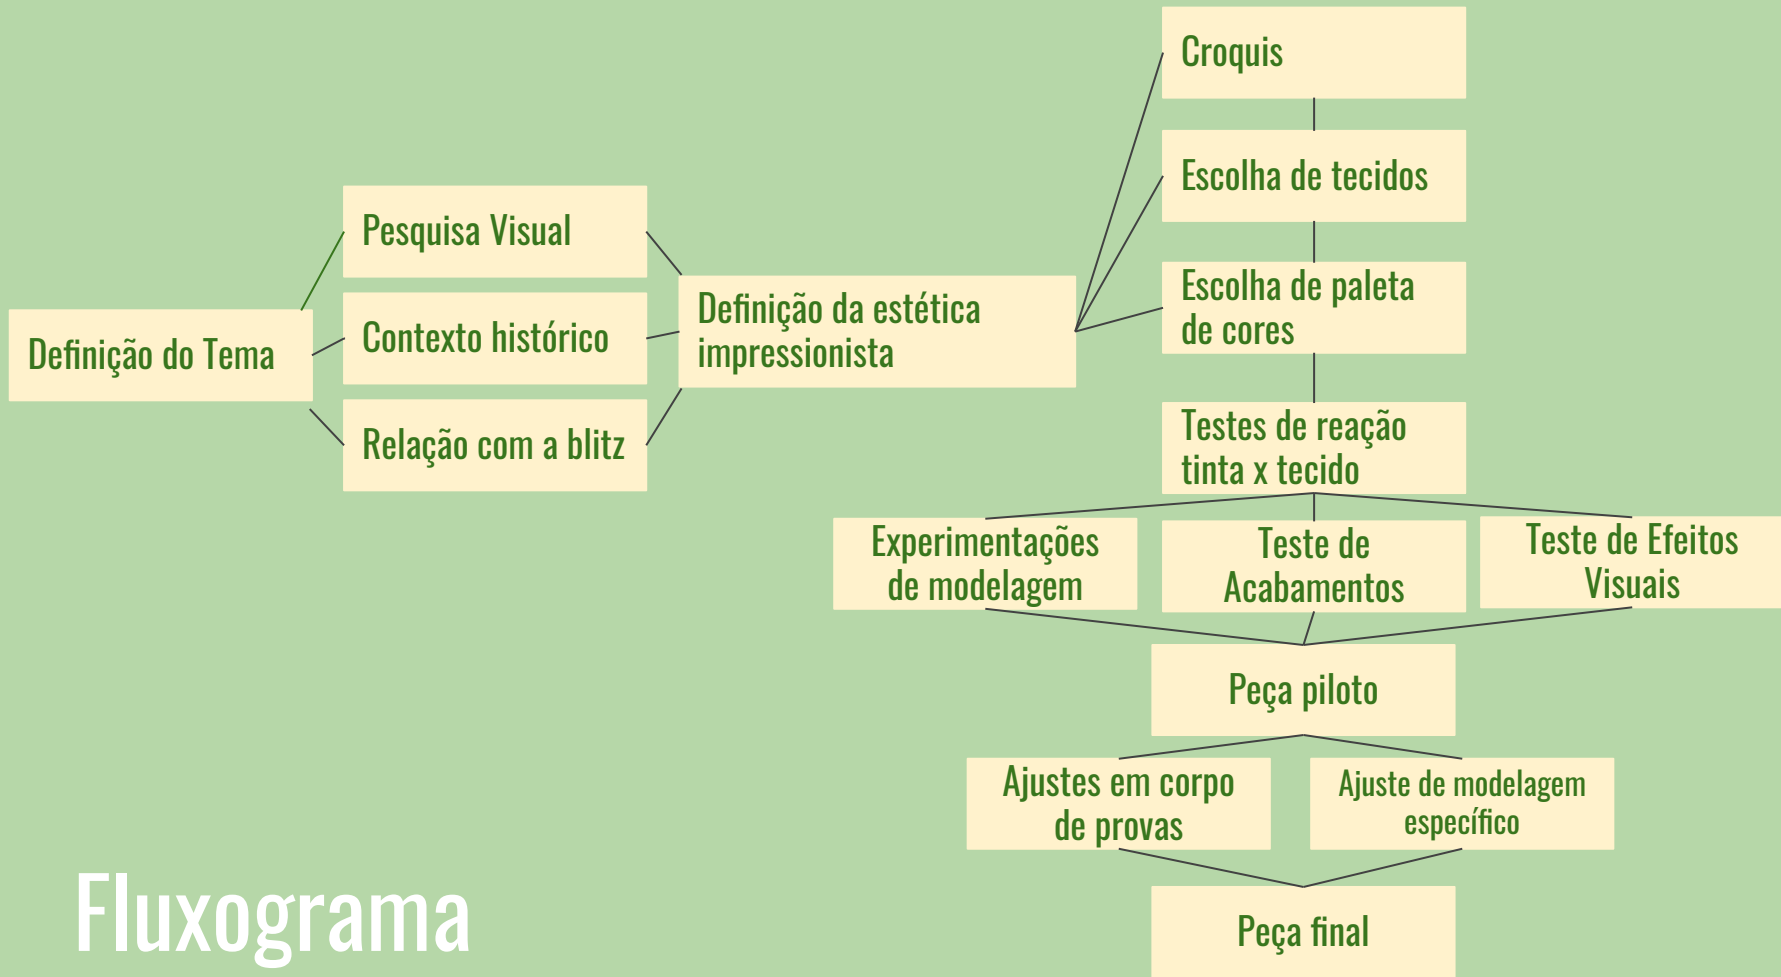 Definição do Tema
Pesquisa Visual
Contexto histórico
Relação com a blitz
Definição da estética
impressionista
Croquis
Escolha de tecidos
Escolha de paleta
de cores
Testes de reação
tinta x tecido
Experimentações
de modelagem
Teste de
Acabamentos
Teste de Efeitos
Visuais
Peça piloto
Ajustes em corpo
de provas
Ajuste de modelagem
específico
Peça final
Fluxograma